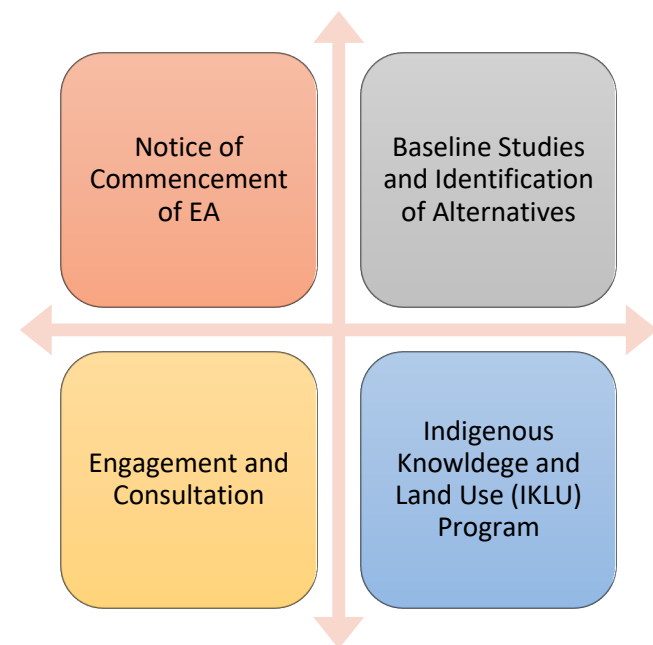 Notice of
Commencement
of EA
Baseline Studies
and Identification
of Alternatives
Engagement and
Consultation
Indigenous
Knowldege and
Land Use (IKLU)
Program